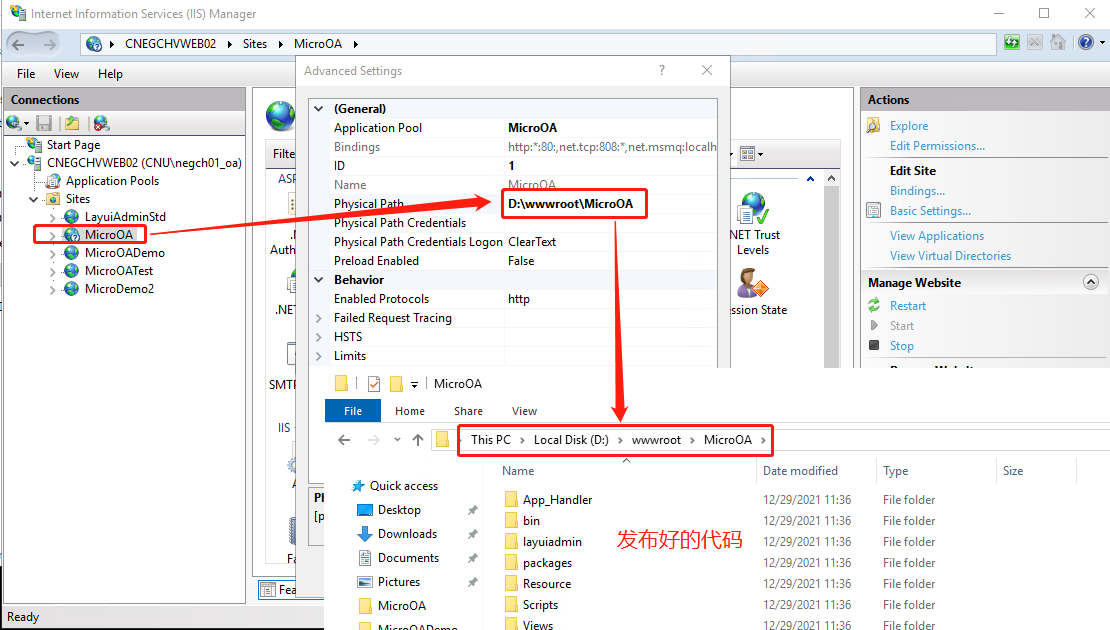 Internet Information Services (IIS) Manager
CNEGCHVWEB02 Sites MicroOA
File View Help
Connections
Start Page
CNEGCHVWEB02 (CNU\negch01_oa)
Application Pools
Sites
LayuiAdminStd
MicroOA
MicroOADemo
MicroOATest
MicroDemo2
Ready
Filte
ASP
.N
Auth
.NE
SMTP
IIS
Fea
Advanced Settings
(General)
Application Pool MicroOA
Bindings http:*:80:,net.tcp:808:*,net.msmq:localh
ID 1
Name MicroOA
Physical Path D:\wwwroot\MicroOA
Physical Path Credentials
Physical Path Credentials Logon ClearText
Preload Enabled False
Behavior
Enabled Protocols http
Failed Request Tracing
HSTS
Limits
Ph
[p
.NET Trust
Levels
ssion State
Actions
Explore
Edit Permissions...
Edit Site
Bindings...
Basic Settings...
View Applications
View Virtual Directories
Manage Website
Restart
Start
Stop
MicroOA
File Home Share View
This PC Local Disk (D:) wwwroot MicroOA
Name Date modified Type Size
Quick access
Desktop
Downloads
Documents
Pictures
MicroOA
MicroOADemo
App_Handler 12/29/2021 11:36 File folder
bin 12/29/2021 11:36 File folder
layuiadmin 12/29/2021 11:36 File folder
packages 12/29/2021 11:36 File folder
Resource 12/29/2021 11:36 File folder
Scripts 12/29/2021 11:36 File folder
Views 12/29/2021 11:36 File folder
发布好的代码